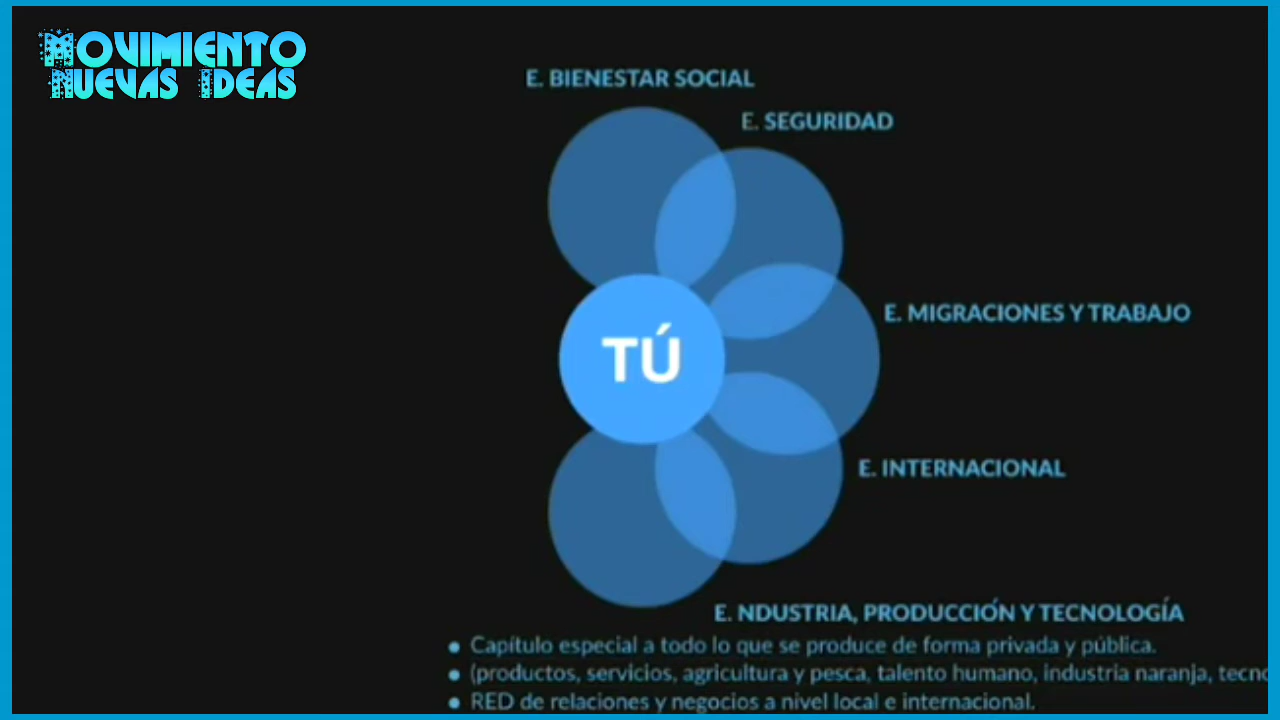 MOVIMIENTO
NUEVAS IDEAS
E. BIENESTAR SOCIAL
E. SEGURIDAD
E. MIGRACIONES Y TRABAJO
TÚ
E. INTERNACIONAL
E. NDUSTRIA, PRODUCCIÓN Y TECNOLOGÍA
• Capítulo especial a todo lo que se produce de forma privada y pública.
• (productos, servicios, agricultura y pesca, talento humano, industria naranja, tecno
• RED de relaciones y negocios a nivel local e internacional.